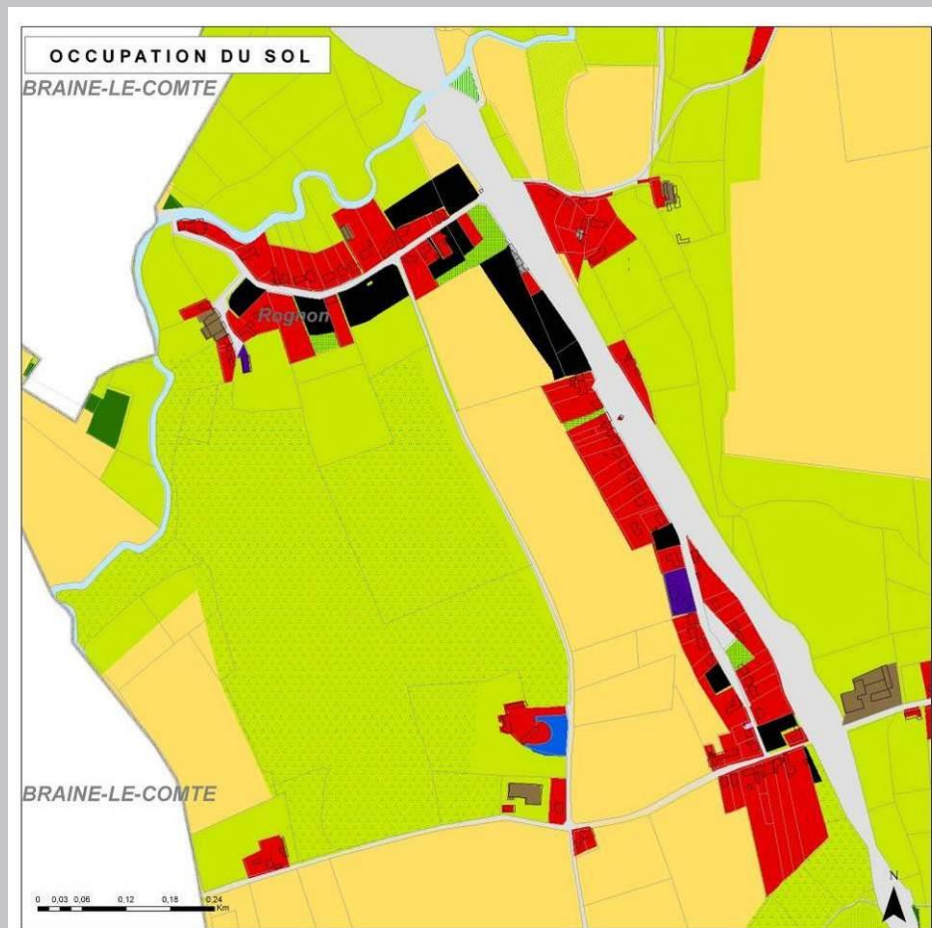 OCCUPATION DU SOL
BRAINE-LE-COMTE
Rognon
BRAINE-LE-COMTE
N
0 0,03 0,06 0,12 0,18 0,24
Km